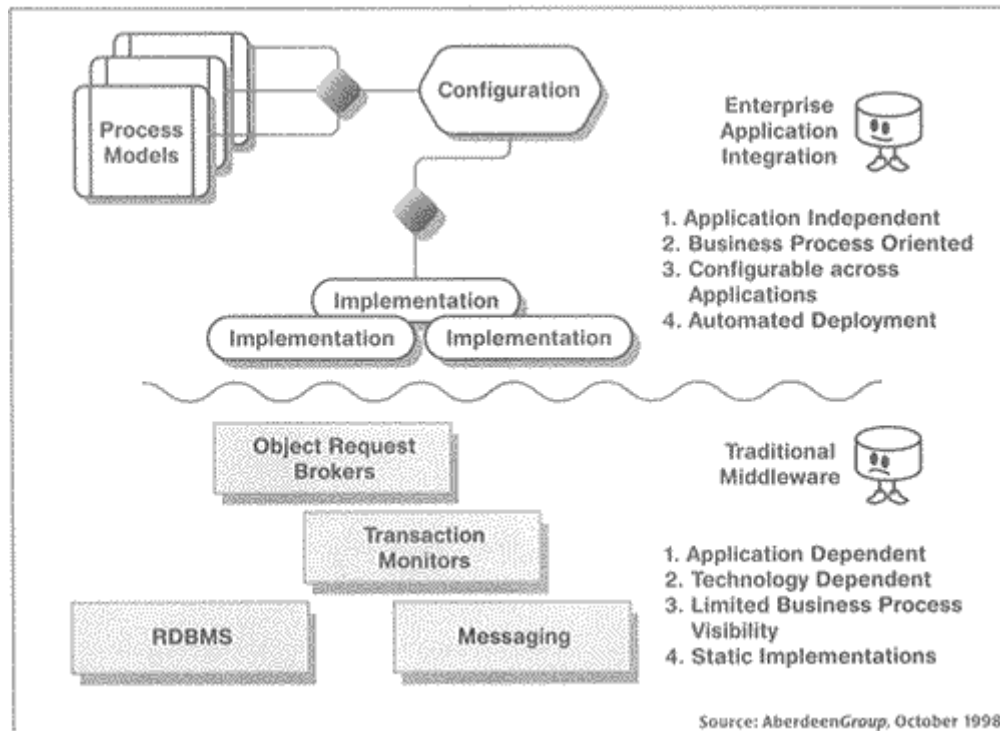 Process
Models
Configuration
Implementation
Implementation
Implementation
Enterprise
Application
Integration
1. Application Independent
2. Business Process Oriented
3. Configurable across
Applications
4. Automated Deployment
Object Request
Brokers
Transaction
Monitors
RDBMS
Messaging
Traditional
Middleware
1. Application Dependent
2. Technology Dependent
3. Limited Business Process
Visibility
4. Static Implementations
Source: AberdeenGroup, October 1998